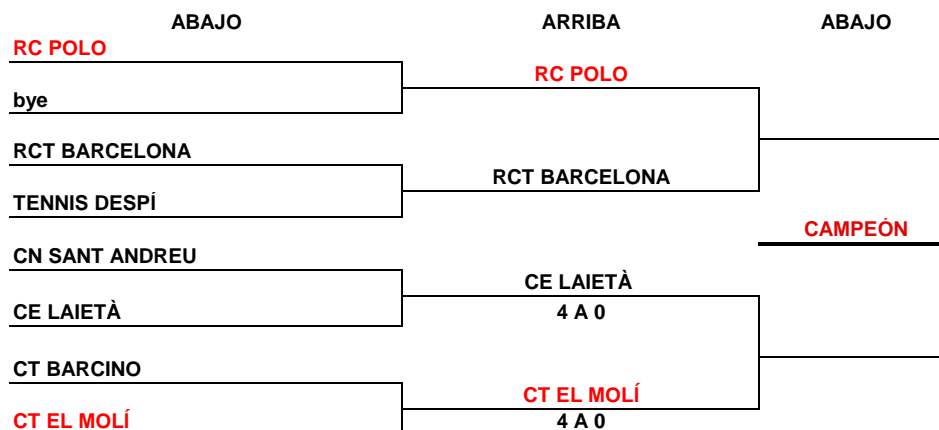 ABAJO ARRIBA ABAJO
RC POLO
RC POLO
bye
RCT BARCELONA
RCT BARCELONA
TENNIS DESPÍ
CAMPEÓN
CN SANT ANDREU
CE LAIETÀ
CE LAIETÀ
4 A 0
CT BARCINO
CT EL MOLÍ
CT EL MOLÍ
4 A 0